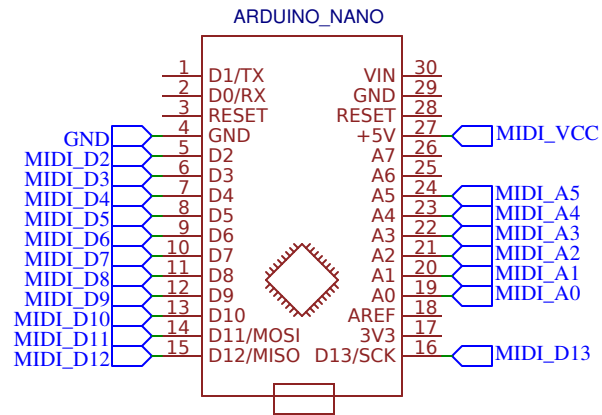 ARDUINO_NANO
1 D1/TX VIN 30
2 D0/RX GND 29
3 RESET RESET 28
GND 4 GND +5V 27 MIDI_VCC
MIDI_D2 5 D2 A7 26
MIDI_D3 6 D3 A6 25
MIDI_D4 7 D4 A5 24 MIDI_A5
MIDI_D5 8 D5 A4 23 MIDI_A4
MIDI_D6 9 D6 A3 22 MIDI_A3
MIDI_D7 10 D7 A2 21 MIDI_A2
MIDI_D8 11 D8 A1 20 MIDI_A1
MIDI_D9 12 D9 A0 19 MIDI_A0
MIDI_D10 13 D10 AREF 18
MIDI_D11 14 D11/MOSI 3V3 17
MIDI_D12 15 D12/MISO D13/SCK 16 MIDI_D13